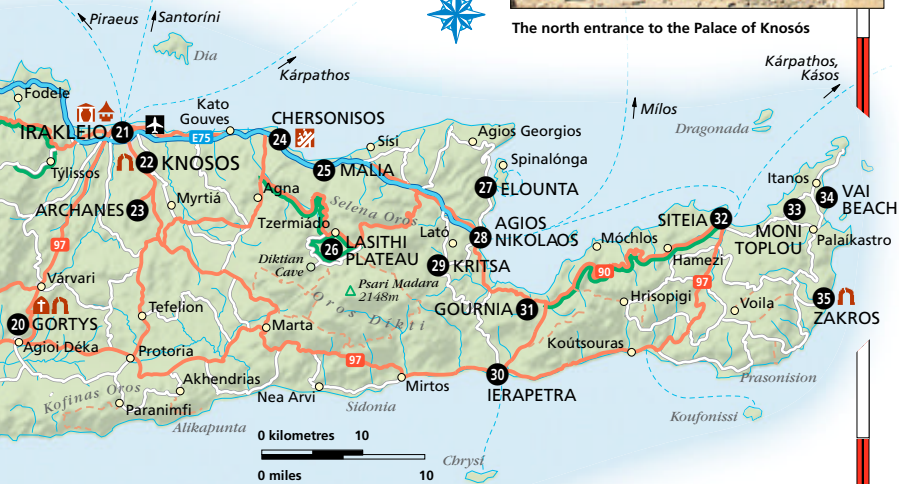 Piraeus
Santoríni
Dia
Kárpathos
The north entrance to the Palace of Knosós
Kárpathos,
Kásos
Mílos
Dragonada
Fodele
Kato
Gouves
CHERSONISOS
24
IRAKLEIO 21
E75
Sísi
Agios Georgios
Týlissos
22 KNOSOS
25 MALIA
Spinalónga
Itanos
27 ELOUNTA
34 VAI
BEACH
Agna
Myrtiá
ARCHANES 23
Selena Oros
Tzermiádo
SITEIA 32
33
MONI
TOPLOU
Palaíkastro
AGIOS
28 NIKOLAOS
Lató
97
26 LASITHI
PLATEAU
Móchlos
Hamezi
Diktian
Cave
29 KRITSA
90
97
Várvari
Psari Madara
2148m
Oros Dikti
Hrisopigi
Voila
35
ZAKROS
Tefelion
GOURNIA 31
20 GORTYS
Marta
Agioi Déka
Protoria
97
Koútsouras
Akhendrias
Mirtos
30
IERAPETRA
Prasonision
Kofinas Oros
Nea Arvi
Sidonia
Paranimfi
Koufonissi
Alikapunta
0 kilometres 10
Chrysí
0 miles 10